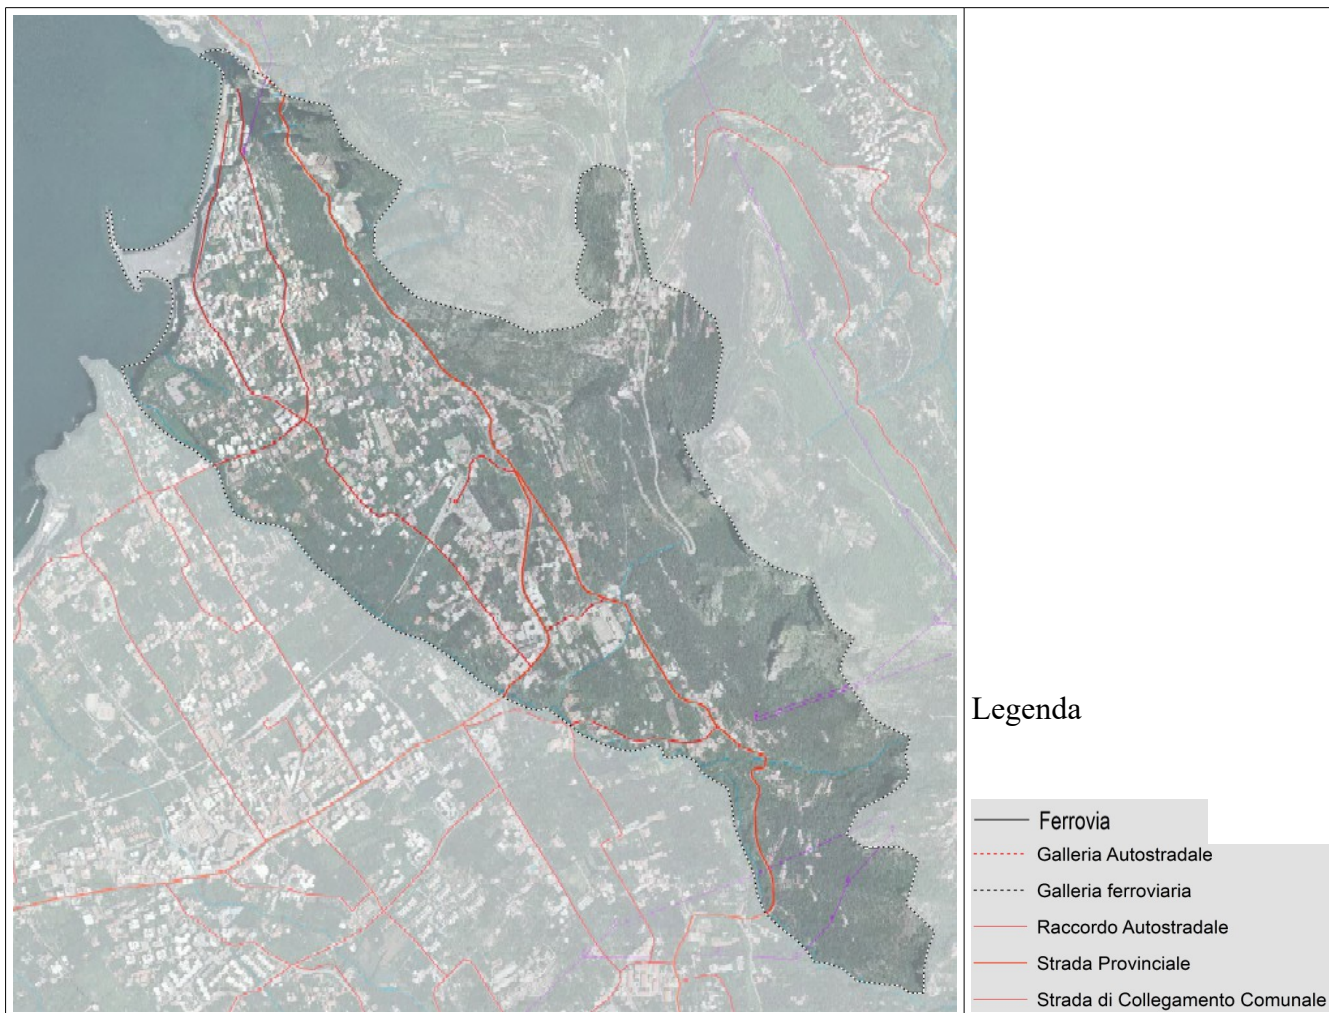 Legenda
Ferrovia
Galleria Autostradale
Galleria ferroviaria
Raccordo Autostradale
Strada Provinciale
Strada di Collegamento Comunale